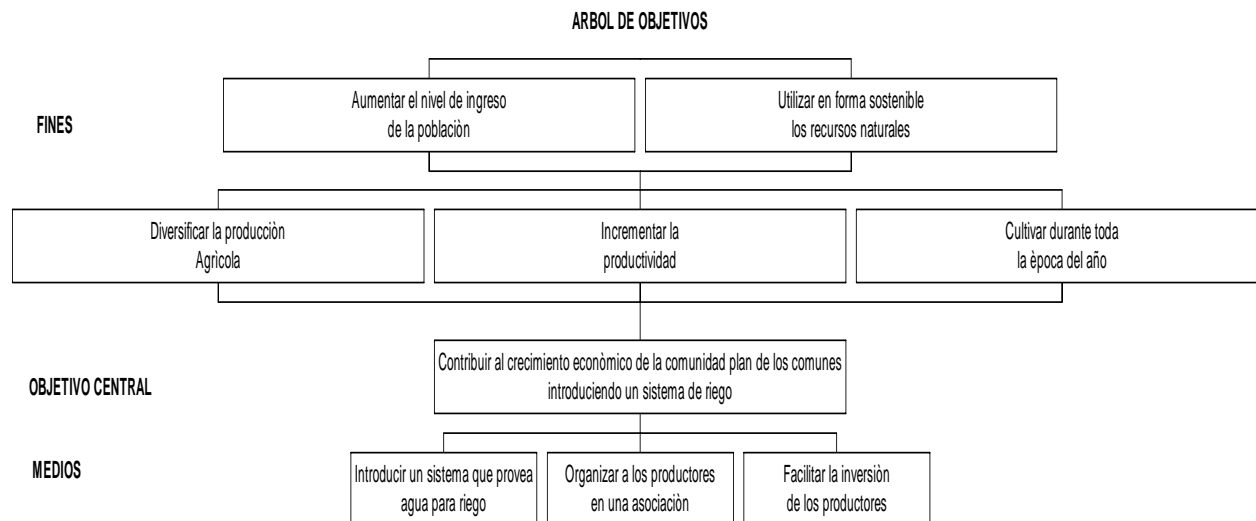 ARBOL DE OBJETIVOS
FINES
Aumentar el nivel de ingreso
de la poblaciòn
Utilizar en forma sostenible
los recursos naturales
Diversificar la producciòn
Agrìcola
Incrementar la
productividad
Cultivar durante toda
la època del año
OBJETIVO CENTRAL
Contribuir al crecimiento econòmico de la comunidad plan de los comunes
introduciendo un sistema de riego
MEDIOS
Introducir un sistema que provea
agua para riego
Organizar a los productores
en una asociaciòn
Facilitar la inversiòn
de los productores